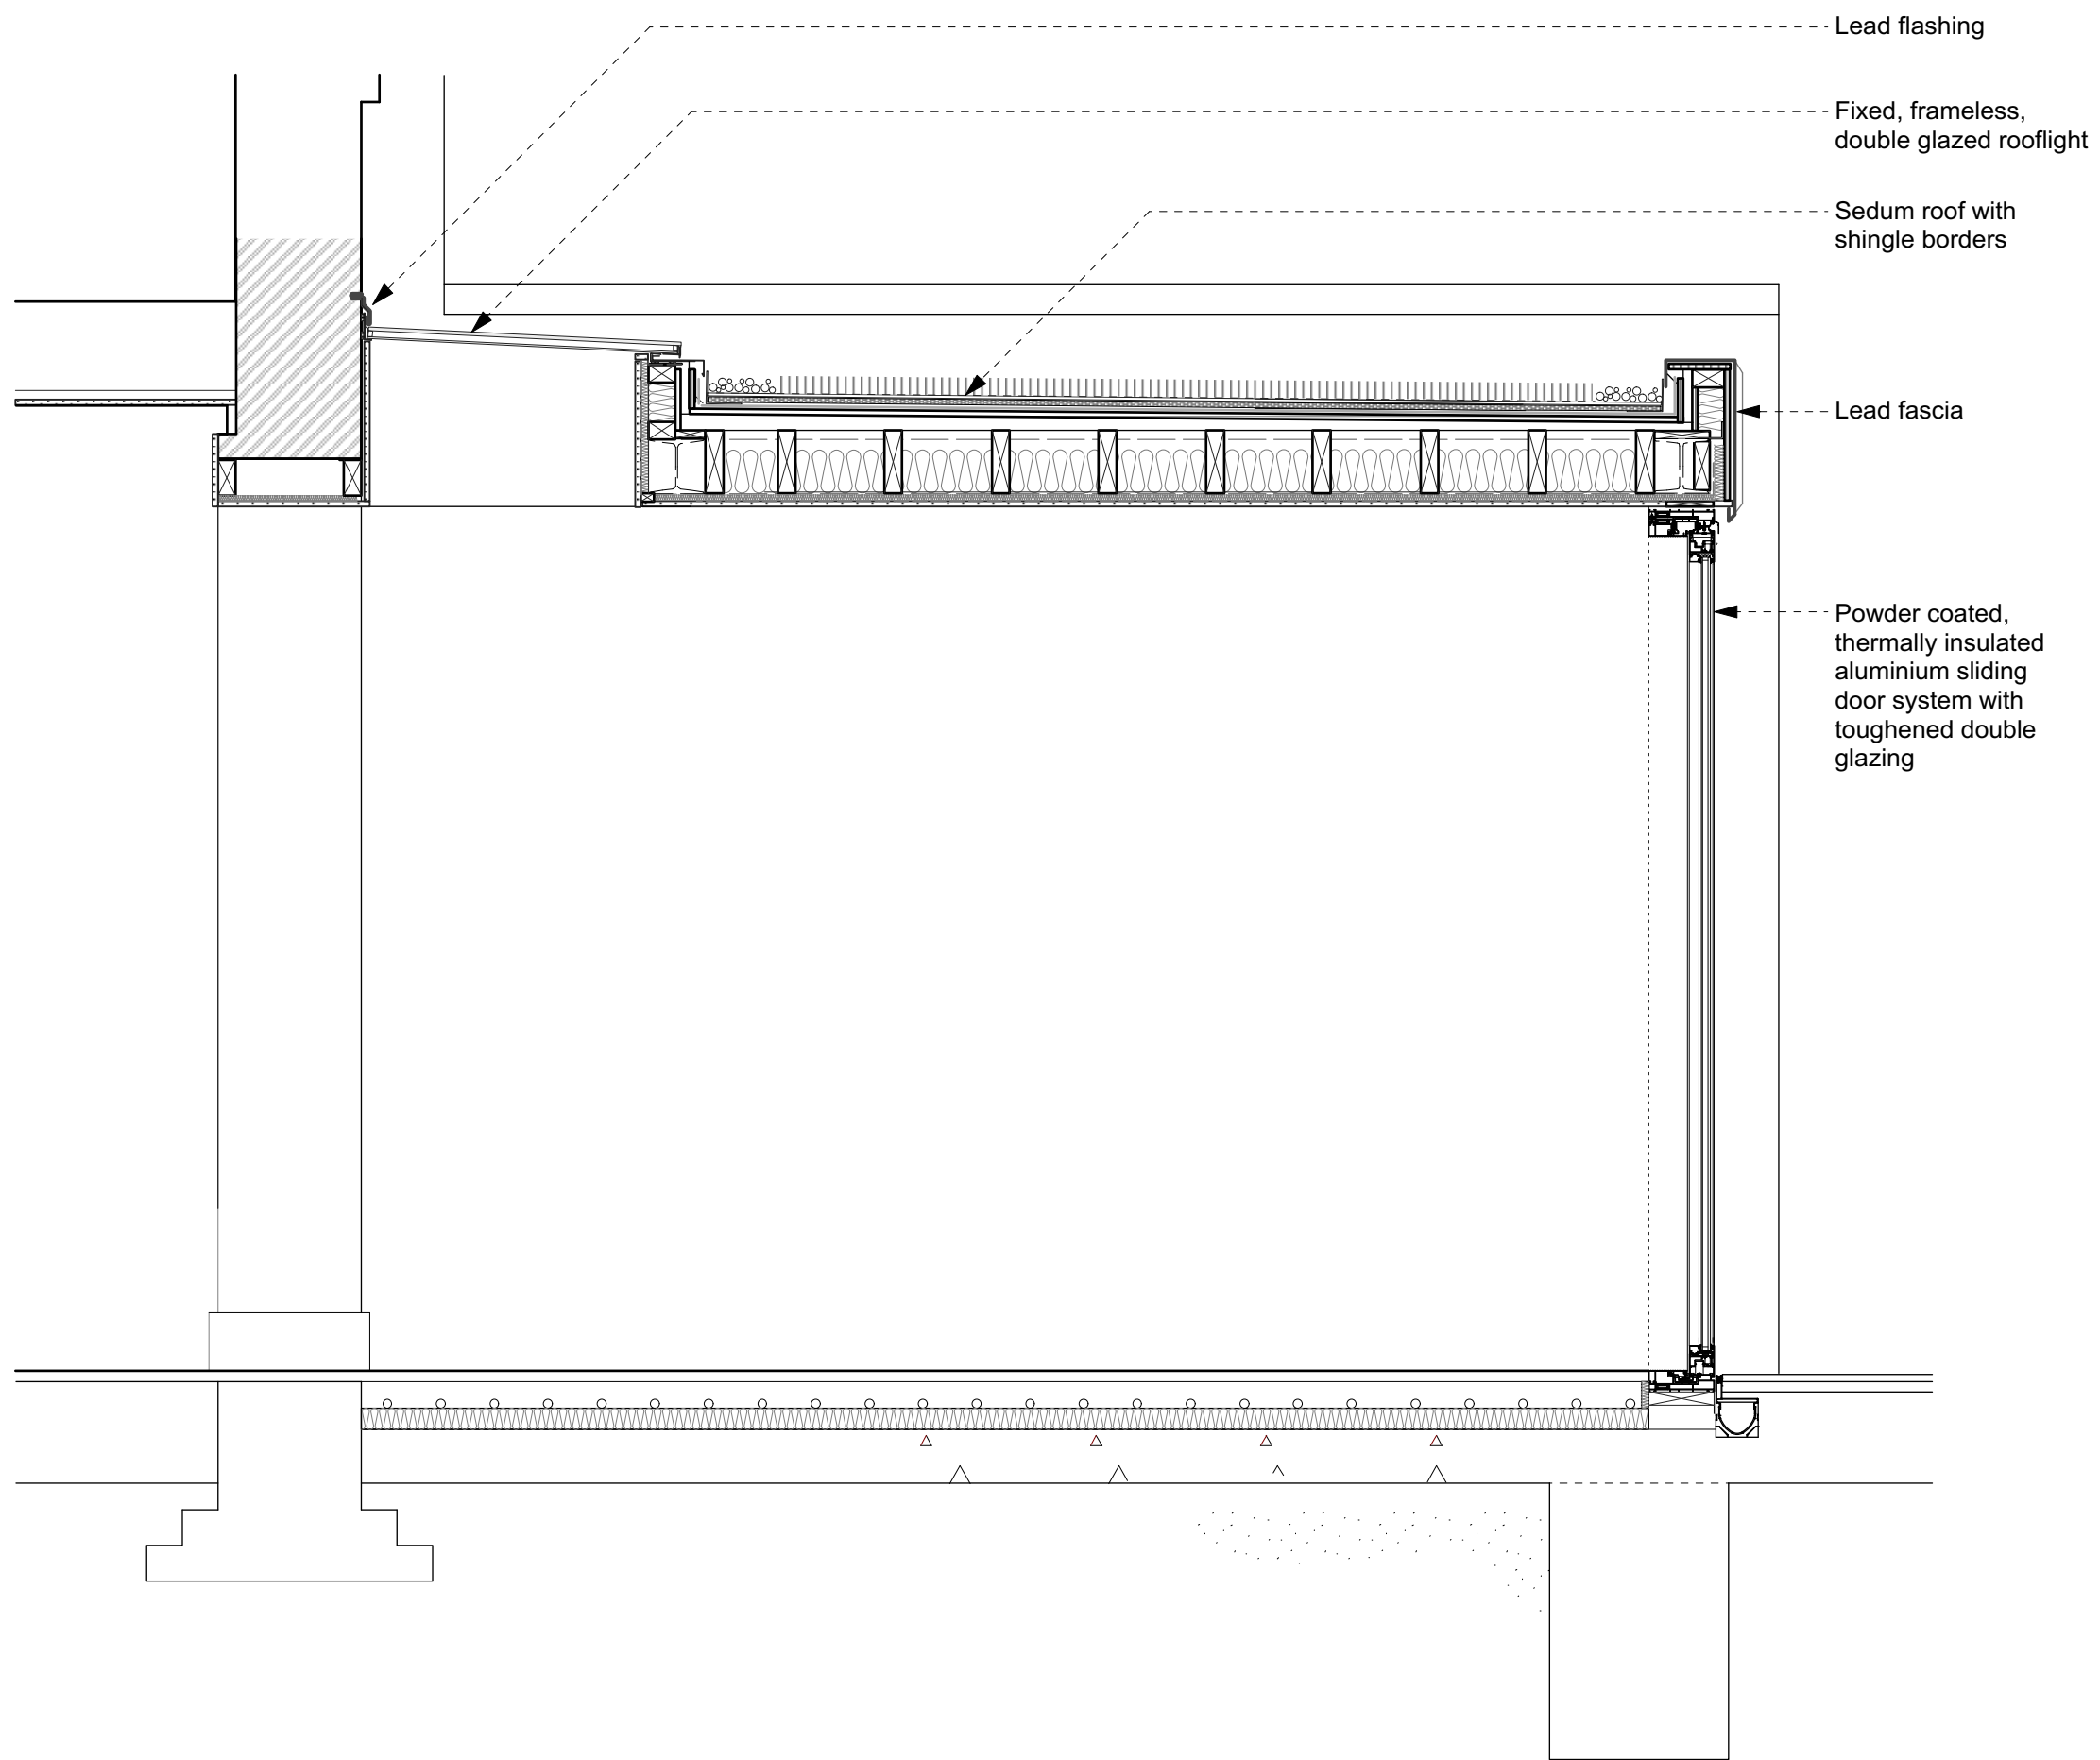 Lead flashing
Fixed, frameless,
double glazed rooflight
Sedum roof with
shingle borders
Lead fascia
Powder coated,
thermally insulated
aluminium sliding
door system with
toughened double
glazing